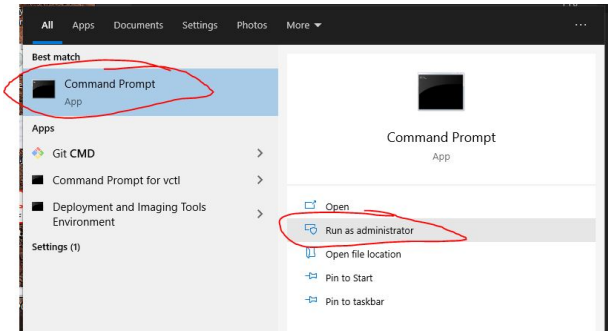 All Apps Documents Settings Photos More
Best match
Command Prompt
App
Apps
Git CMD
Command Prompt for vctl
Deployment and Imaging Tools
Environment
Settings (1)
Command Prompt
App
Open
Run as administrator
Open file location
Pin to Start
Pin to taskbar